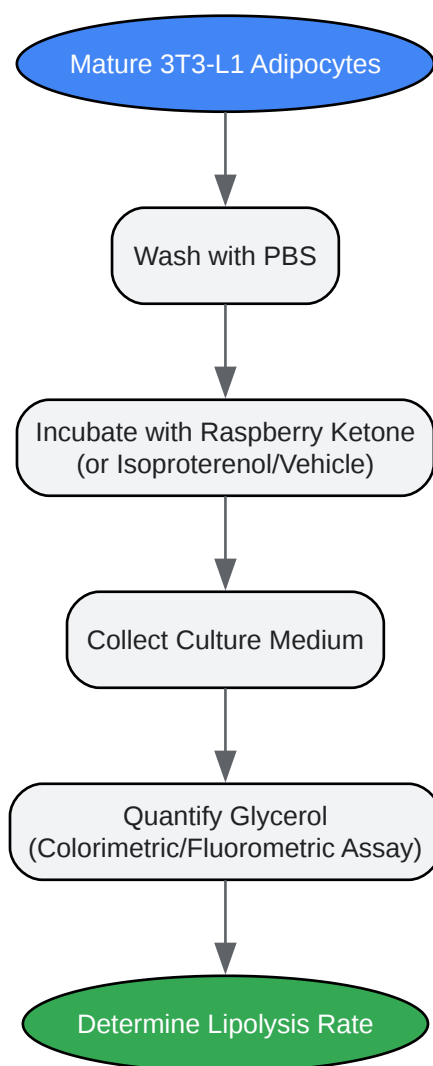 Mature 3T3-L1 Adipocytes
Wash with PBS
Incubate with Raspberry Ketone
(or Isoproterenol/Vehicle)
Collect Culture Medium
Quantify Glycerol
(Colorimetric/Fluorometric Assay)
Determine Lipolysis Rate